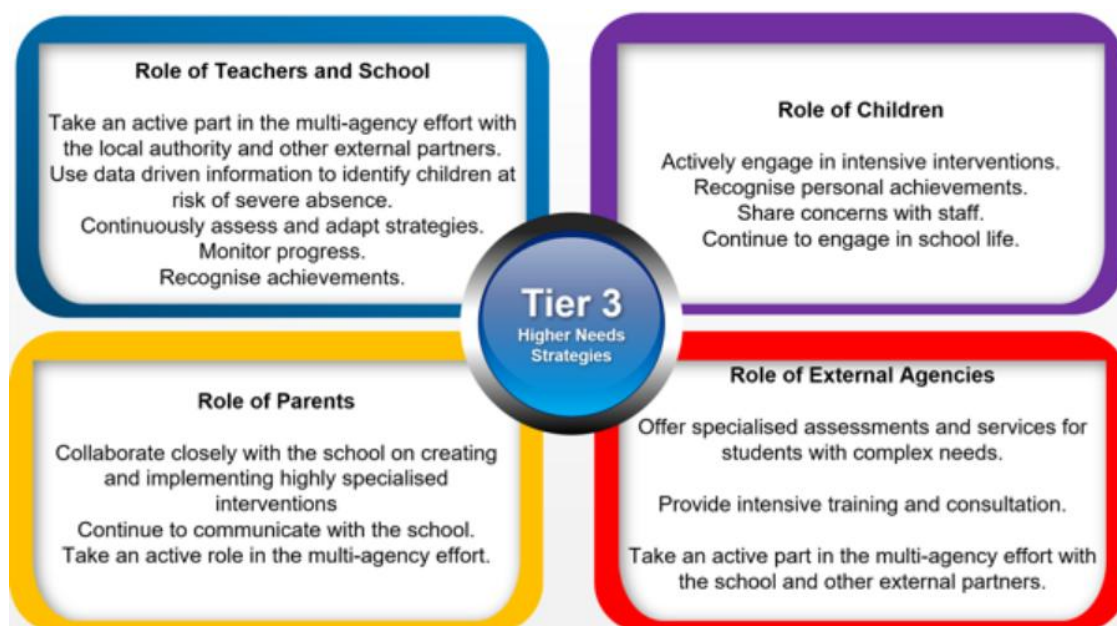 Role of Teachers and School
Take an active part in the multi-agency effort with
the local authority and other external partners.
Use data driven information to identify children at
risk of severe absence.
Continuously assess and adapt strategies.
Monitor progress.
Recognise achievements.
Role of Children
Actively engage in intensive interventions.
Recognise personal achievements.
Share concerns with staff.
Continue to engage in school life.
Tier 3
Higher Needs
Strategies
Role of Parents
Collaborate closely with the school on creating
and implementing highly specialised
interventions
Continue to communicate with the school.
Take an active role in the multi-agency effort.
Role of External Agencies
Offer specialised assessments and services for
students with complex needs.
Provide intensive training and consultation.
Take an active part in the multi-agency effort with
the school and other external partners.